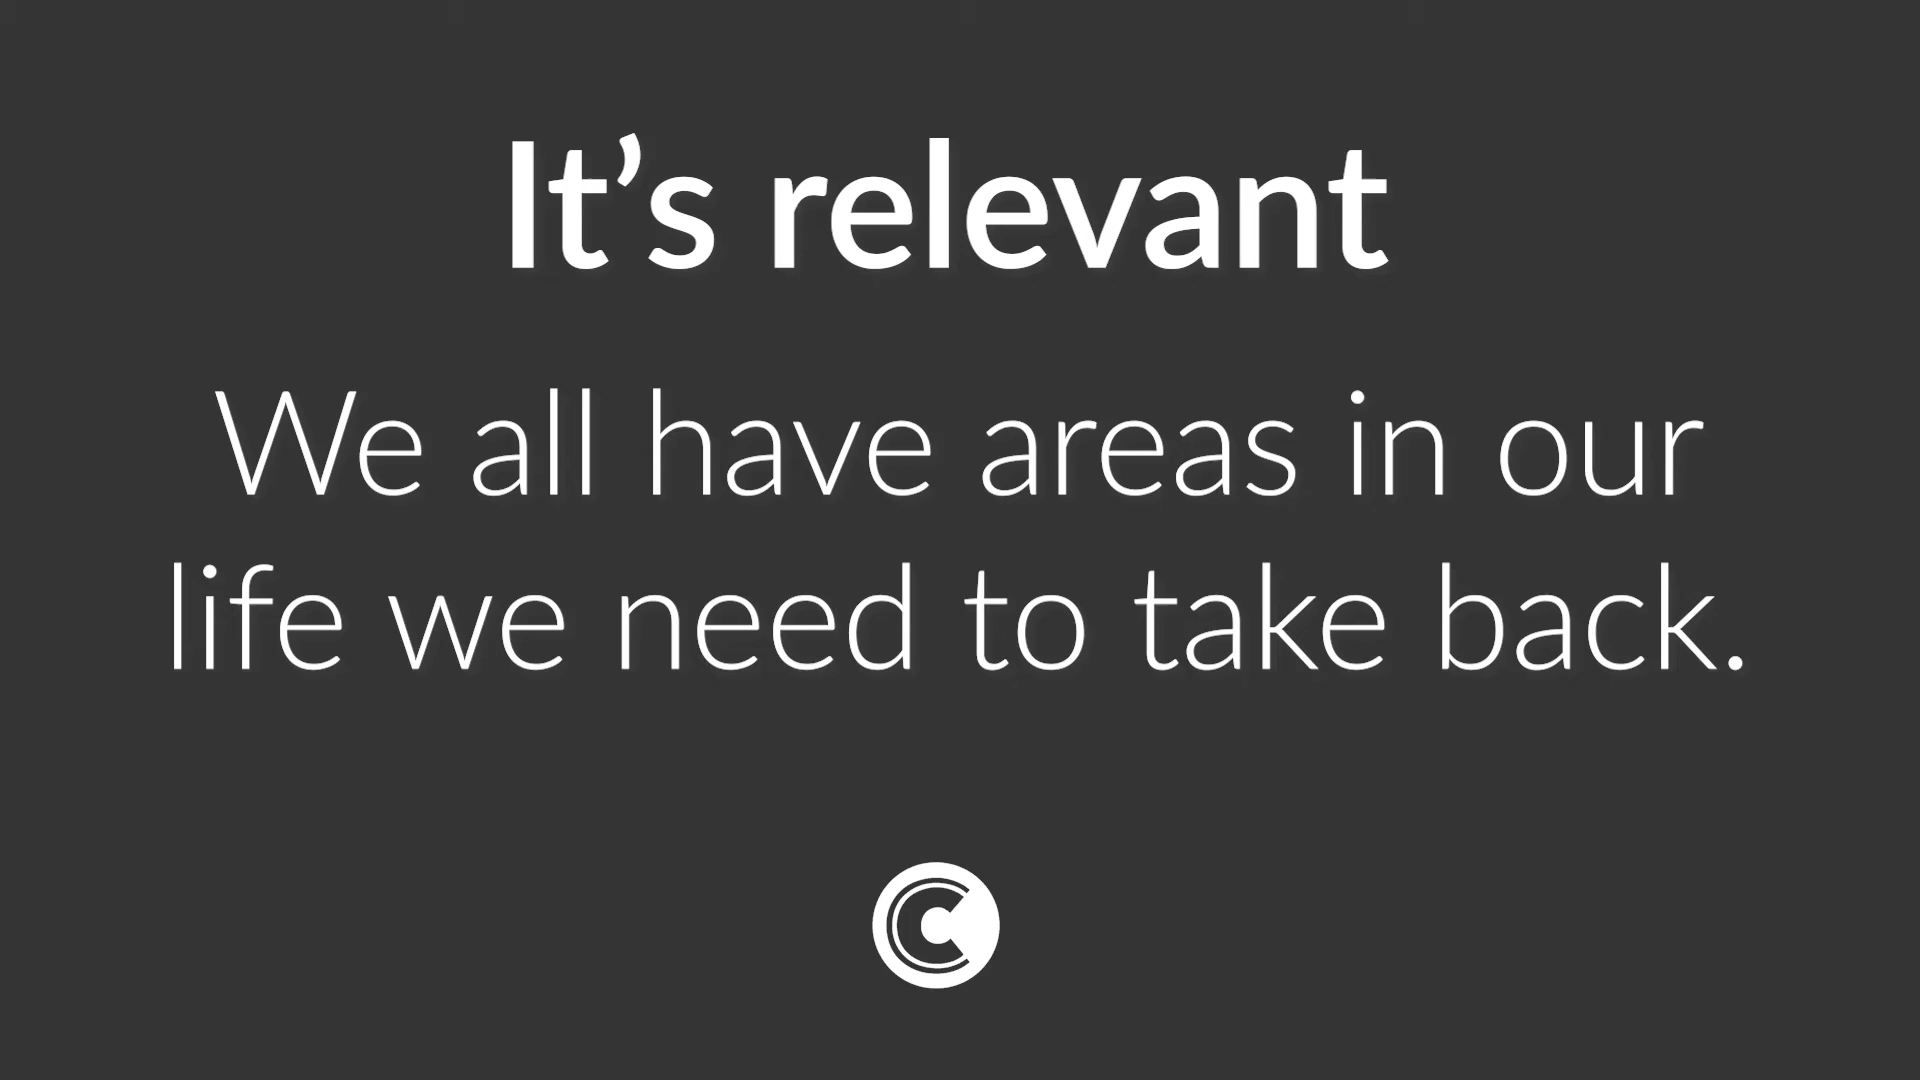 It’s relevant
We all have areas in our
life we need to take back.
C